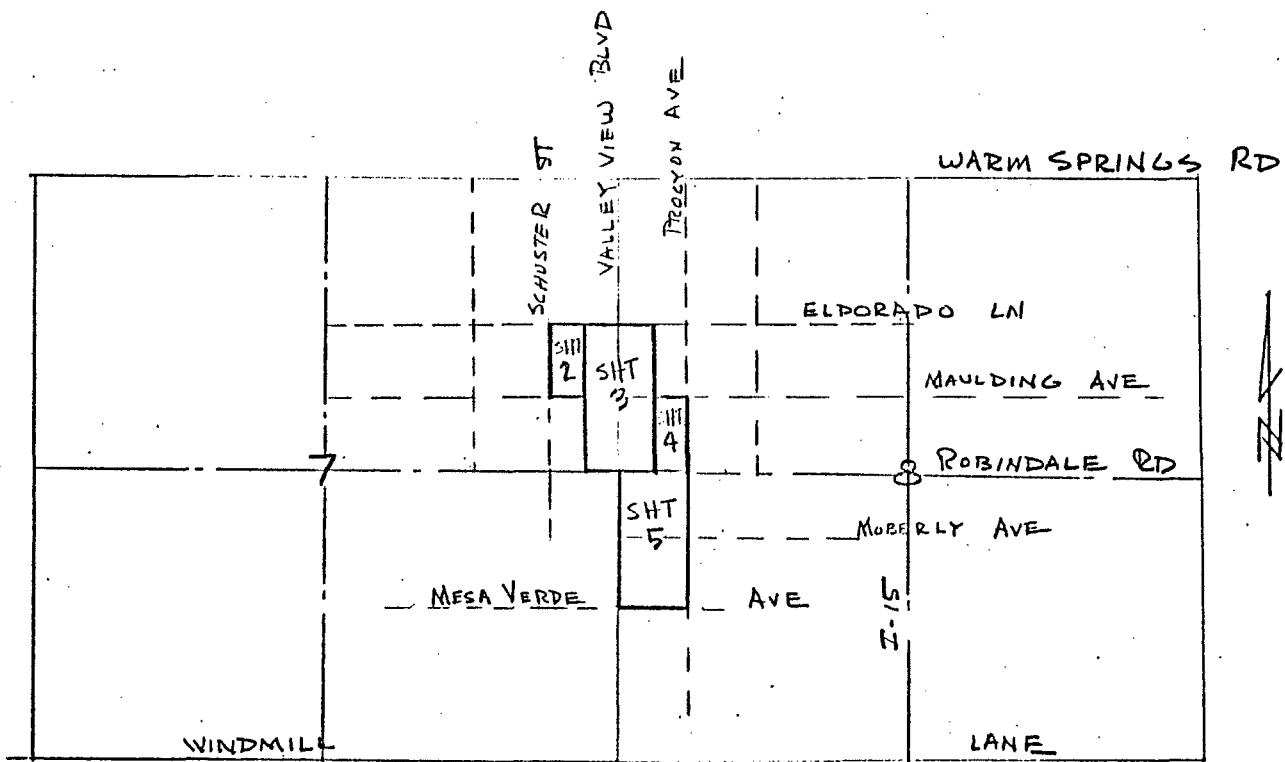 SCHUSTER ST
VALLEY VIEW BLVD
PROCYON AVE
WARM SPRINGS RD
ELDORADO LN
SHT
2
SHT
3
MAULDING AVE
SHT
4
7
8
ROBINDALE RD
SHT
5
MOBERLY AVE
MESA VERDE AVE
I-15
N
WINDMILL LANE